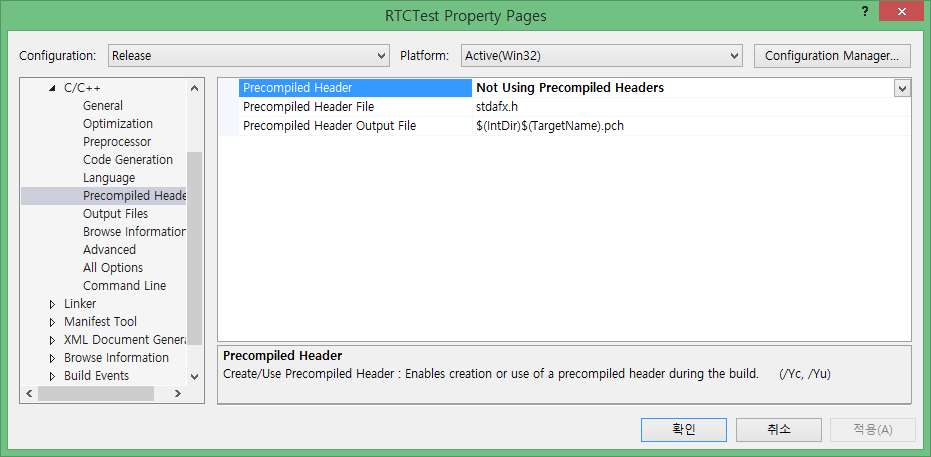 RTCTest Property Pages
?
Configuration: Release Platform: Active(Win32) Configuration Manager...
C/C++
General
Optimization
Preprocessor
Code Generation
Language
Precompiled Heade
Output Files
Browse Information
Advanced
All Options
Command Line
Linker
Manifest Tool
XML Document Genera
Browse Information
Build Events
Precompiled Header Not Using Precompiled Headers
Precompiled Header File stdafx.h
Precompiled Header Output File $(IntDir)$(TargetName).pch
Precompiled Header
Create/Use Precompiled Header : Enables creation or use of a precompiled header during the build. (/Yc, /Yu)
확인 취소 적용(A)